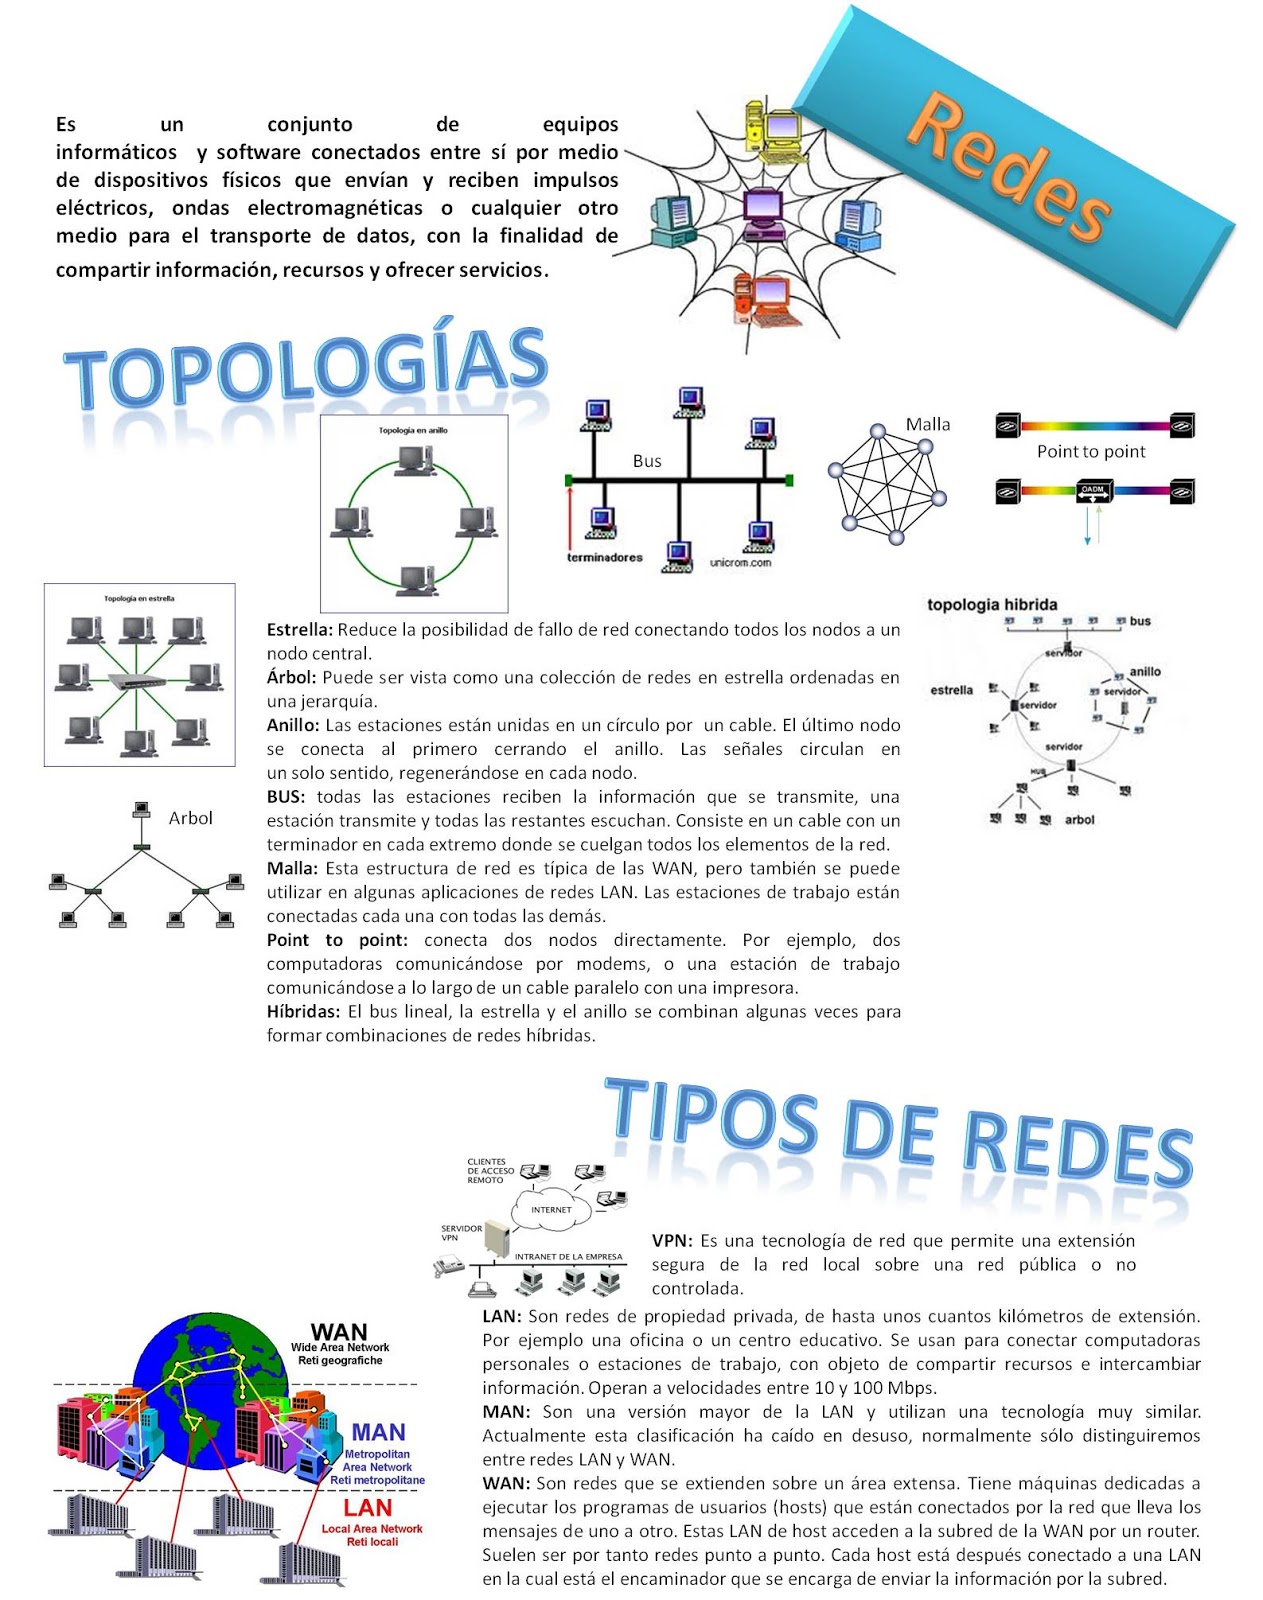 Redes
Es un conjunto de equipos
informáticos y software conectados entre sí por medio
de dispositivos físicos que envían y reciben impulsos
eléctricos, ondas electromagnéticas o cualquier otro
medio para el transporte de datos, con la finalidad de
compartir información, recursos y ofrecer servicios.
TOPOLOGÍAS
Topología en anillo
Bus
terminadores
unicrom.com
Malla
Point to point
OADM
Topología en estrella
Arbol
Estrella: Reduce la posibilidad de fallo de red conectando todos los nodos a un
nodo central.
Árbol: Puede ser vista como una colección de redes en estrella ordenadas en
una jerarquía.
Anillo: Las estaciones están unidas en un círculo por un cable. El último nodo
se conecta al primero cerrando el anillo. Las señales circulan en
un solo sentido, regenerándose en cada nodo.
BUS: todas las estaciones reciben la información que se transmite, una
estación transmite y todas las restantes escuchan. Consiste en un cable con un
terminador en cada extremo donde se cuelgan todos los elementos de la red.
Malla: Esta estructura de red es típica de las WAN, pero también se puede
utilizar en algunas aplicaciones de redes LAN. Las estaciones de trabajo están
conectadas cada una con todas las demás.
Point to point: conecta dos nodos directamente. Por ejemplo, dos
computadoras comunicándose por modems, o una estación de trabajo
comunicándose a lo largo de un cable paralelo con una impresora.
Híbridas: El bus lineal, la estrella y el anillo se combinan algunas veces para
formar combinaciones de redes híbridas.
topologia hibrida
bus
servidor
anillo
servidor
estrella
servidor
servidor
HUB
arbol
TIPOS DE REDES
CLIENTES
DE ACCESO
REMOTO
INTERNET
SERVIDOR
VPN
INTRANET DE LA EMPRESA
VPN: Es una tecnología de red que permite una extensión
segura de la red local sobre una red pública o no
controlada.
LAN: Son redes de propiedad privada, de hasta unos cuantos kilómetros de extensión.
Por ejemplo una oficina o un centro educativo. Se usan para conectar computadoras
personales o estaciones de trabajo, con objeto de compartir recursos e intercambiar
información. Operan a velocidades entre 10 y 100 Mbps.
MAN: Son una versión mayor de la LAN y utilizan una tecnología muy similar.
Actualmente esta clasificación ha caído en desuso, normalmente sólo distinguiremos
entre redes LAN y WAN.
WAN: Son redes que se extienden sobre un área extensa. Tiene máquinas dedicadas a
ejecutar los programas de usuarios (hosts) que están conectados por la red que lleva los
mensajes de uno a otro. Estas LAN de host acceden a la subred de la WAN por un router.
Suelen ser por tanto redes punto a punto. Cada host está después conectado a una LAN
en la cual está el encaminador que se encarga de enviar la información por la subred.
WAN
Wide Area Network
Reti geografiche
MAN
Metropolitan
Area Network
Reti metropolitane
LAN
Local Area Network
Reti locali